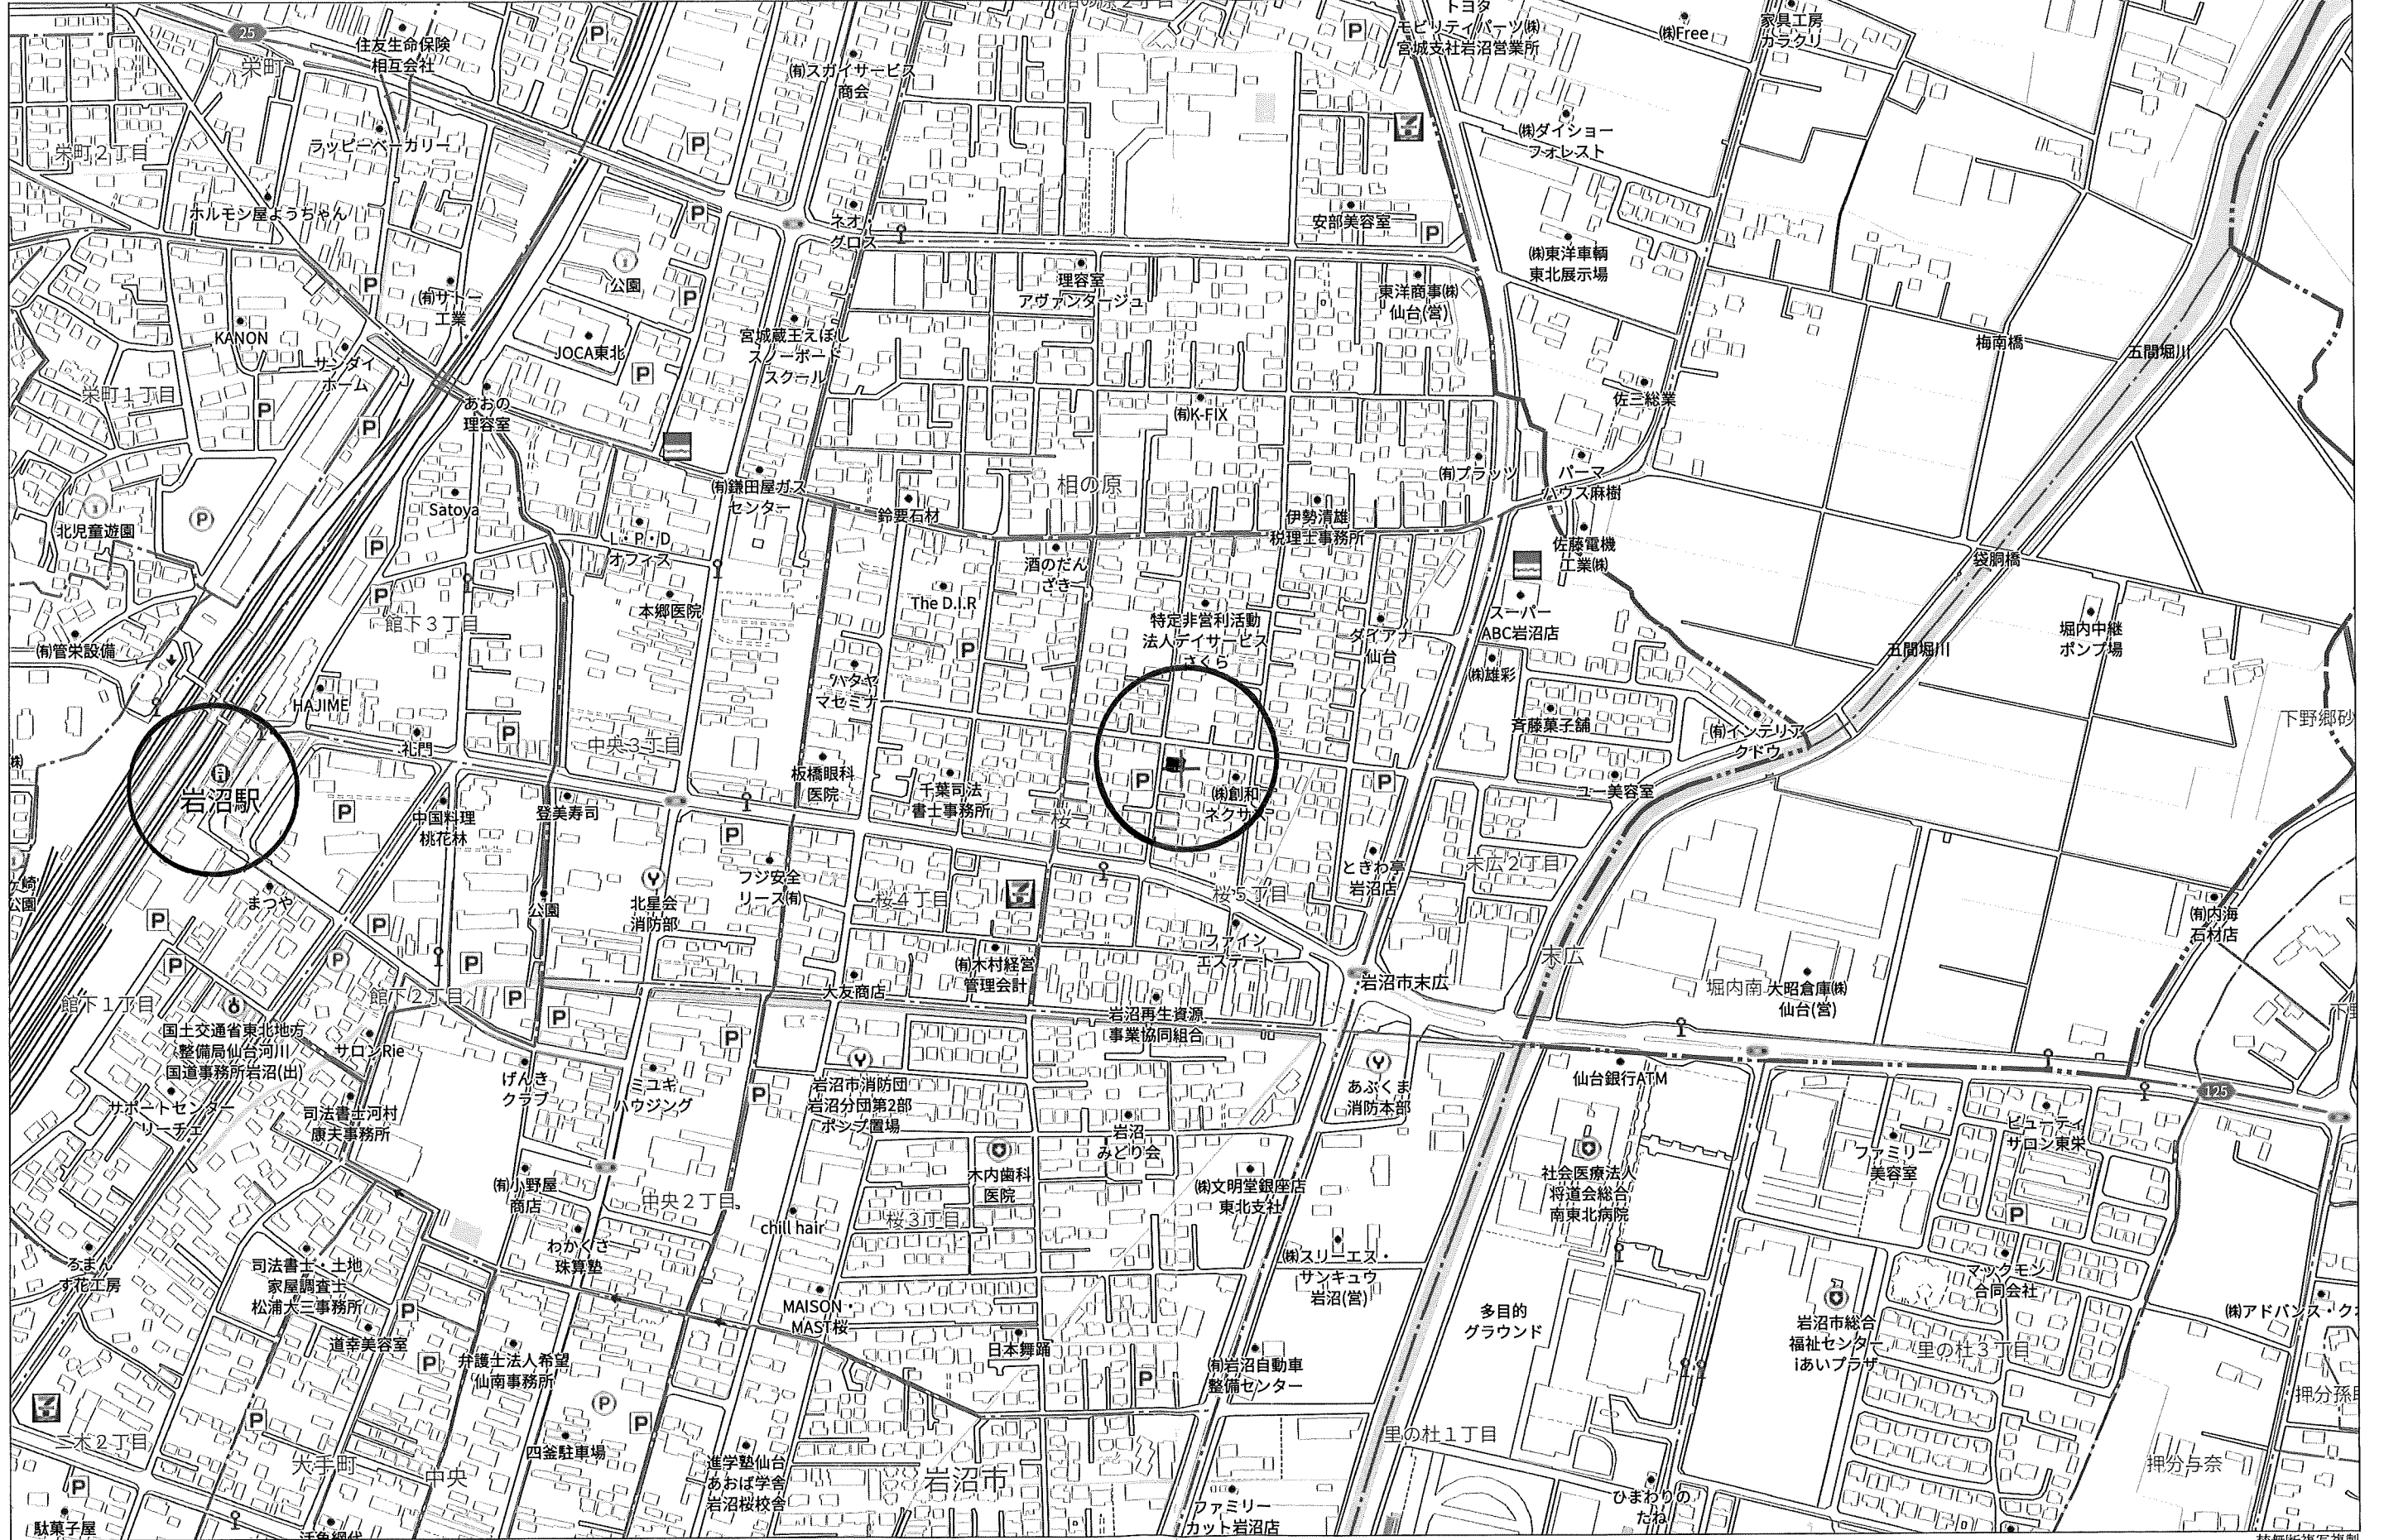 相の原2丁目
トヨタ
モビリティパーツ㈱
宮城支社岩沼営業所
㈱Free
家具工房
カラクリ
25
栄町
住友生命保険
相互会社
P
㈲スガイサービス
商会
P
栄町2丁目
ラッピーベーカリー
P
㈱ダイショー
フォレスト
ホルモン屋ようちゃん
P
ネオ・
グロス
安部美容室
P
㈱東洋車輌
東北展示場
公園
理容室
アヴァンタージュ
東洋商事㈱
仙台(営)
P
㈲サトー
工業
P
KANON
サンダイ
ホーム
JOCA東北
P
宮城蔵王えぼし
スノーボード
スクール
梅南橋
五間堀川
栄町1丁目
P
P
あおの
理容室
㈲K-FIX
佐三総業
㈲鎌田屋ガス
センター
相の原
㈲プラッツ
パーマ
ハウス麻樹
北児童遊園
P
Satoya
P
L・P・D
オフィス
鈴要石材
伊勢清雄
税理士事務所
佐藤電機
工業㈱
袋胴橋
酒のだん
ざき
P
館下3丁目
本郷医院
The D.I.R
P
特定非営利活動
法人デイサービス
さくら
ダイアナ
仙台
スーパー
ABC岩沼店
五間堀川
堀内中継
ポンプ場
㈲管栄設備
HAJIME
ハタヤ
マセミナ
㈱雄彩
斉藤菓子舗
㈲インテリア
クドウ
下野郷砂
礼門
P
中央3丁目
板橋眼科
医院
千葉司法
書士事務所
P
㈱創和
ネクサス
P
ユー美容室
岩沼駅
P
中国料理
桃花林
登美寿司
P
桜
フジ安全
リース㈲
ときわ亭
岩沼店
末広2丁目
まつや
P
P
公園
北星会
消防部
桜4丁目
桜5丁目
ファイン
エステート
㈲内海
石材店
P
P
P
館下1丁目
館下2丁目
P
P
大友商店
㈲木村経営
管理会計
岩沼市末広
末広
堀内南
大昭倉庫㈱
仙台(営)
国土交通省東北地方
整備局仙台河川
国道事務所岩沼(出)
サロンRie
P
岩沼再生資源
事業協同組合
げんき
クラブ
ミユキ
ハウジング
P
岩沼市消防団
岩沼分団第2部
ポンプ置場
あぶくま
消防本部
仙台銀行ATM
125
サポートセンター
リーチェ
司法書士河村
康夫事務所
岩沼
みどり会
ファミリー
美容室
ビューティ
サロン東栄
㈲小野屋
商店
中央2丁目
chill hair
木内歯科
医院
桜3丁目
㈱文明堂銀座店
東北支社
社会医療法人
将道会総合
南東北病院
P
ろまん
す花工房
司法書士・土地
家屋調査士
松浦大三事務所
わかくさ
珠算塾
㈱スリーエス・
サンキュウ
岩沼(営)
マックモン
合同会社
P
道幸美容室
P
弁護士法人希望
仙南事務所
MAISON・
MAST桜
日本舞踊
㈲岩沼自動車
整備センター
P
多目的
グラウンド
岩沼市総合
福祉センター
iあいプラザ
里の杜3丁目
㈱アドバンス・ク
P
P
P
二木2丁目
大手町
中央
四釜駐車場
進学塾仙台
あおば学舎
岩沼桜校舎
岩沼市
里の杜1丁目
押分与奈
P
駄菓子屋
ファミリー
カット岩沼店
ひまわりの
たね